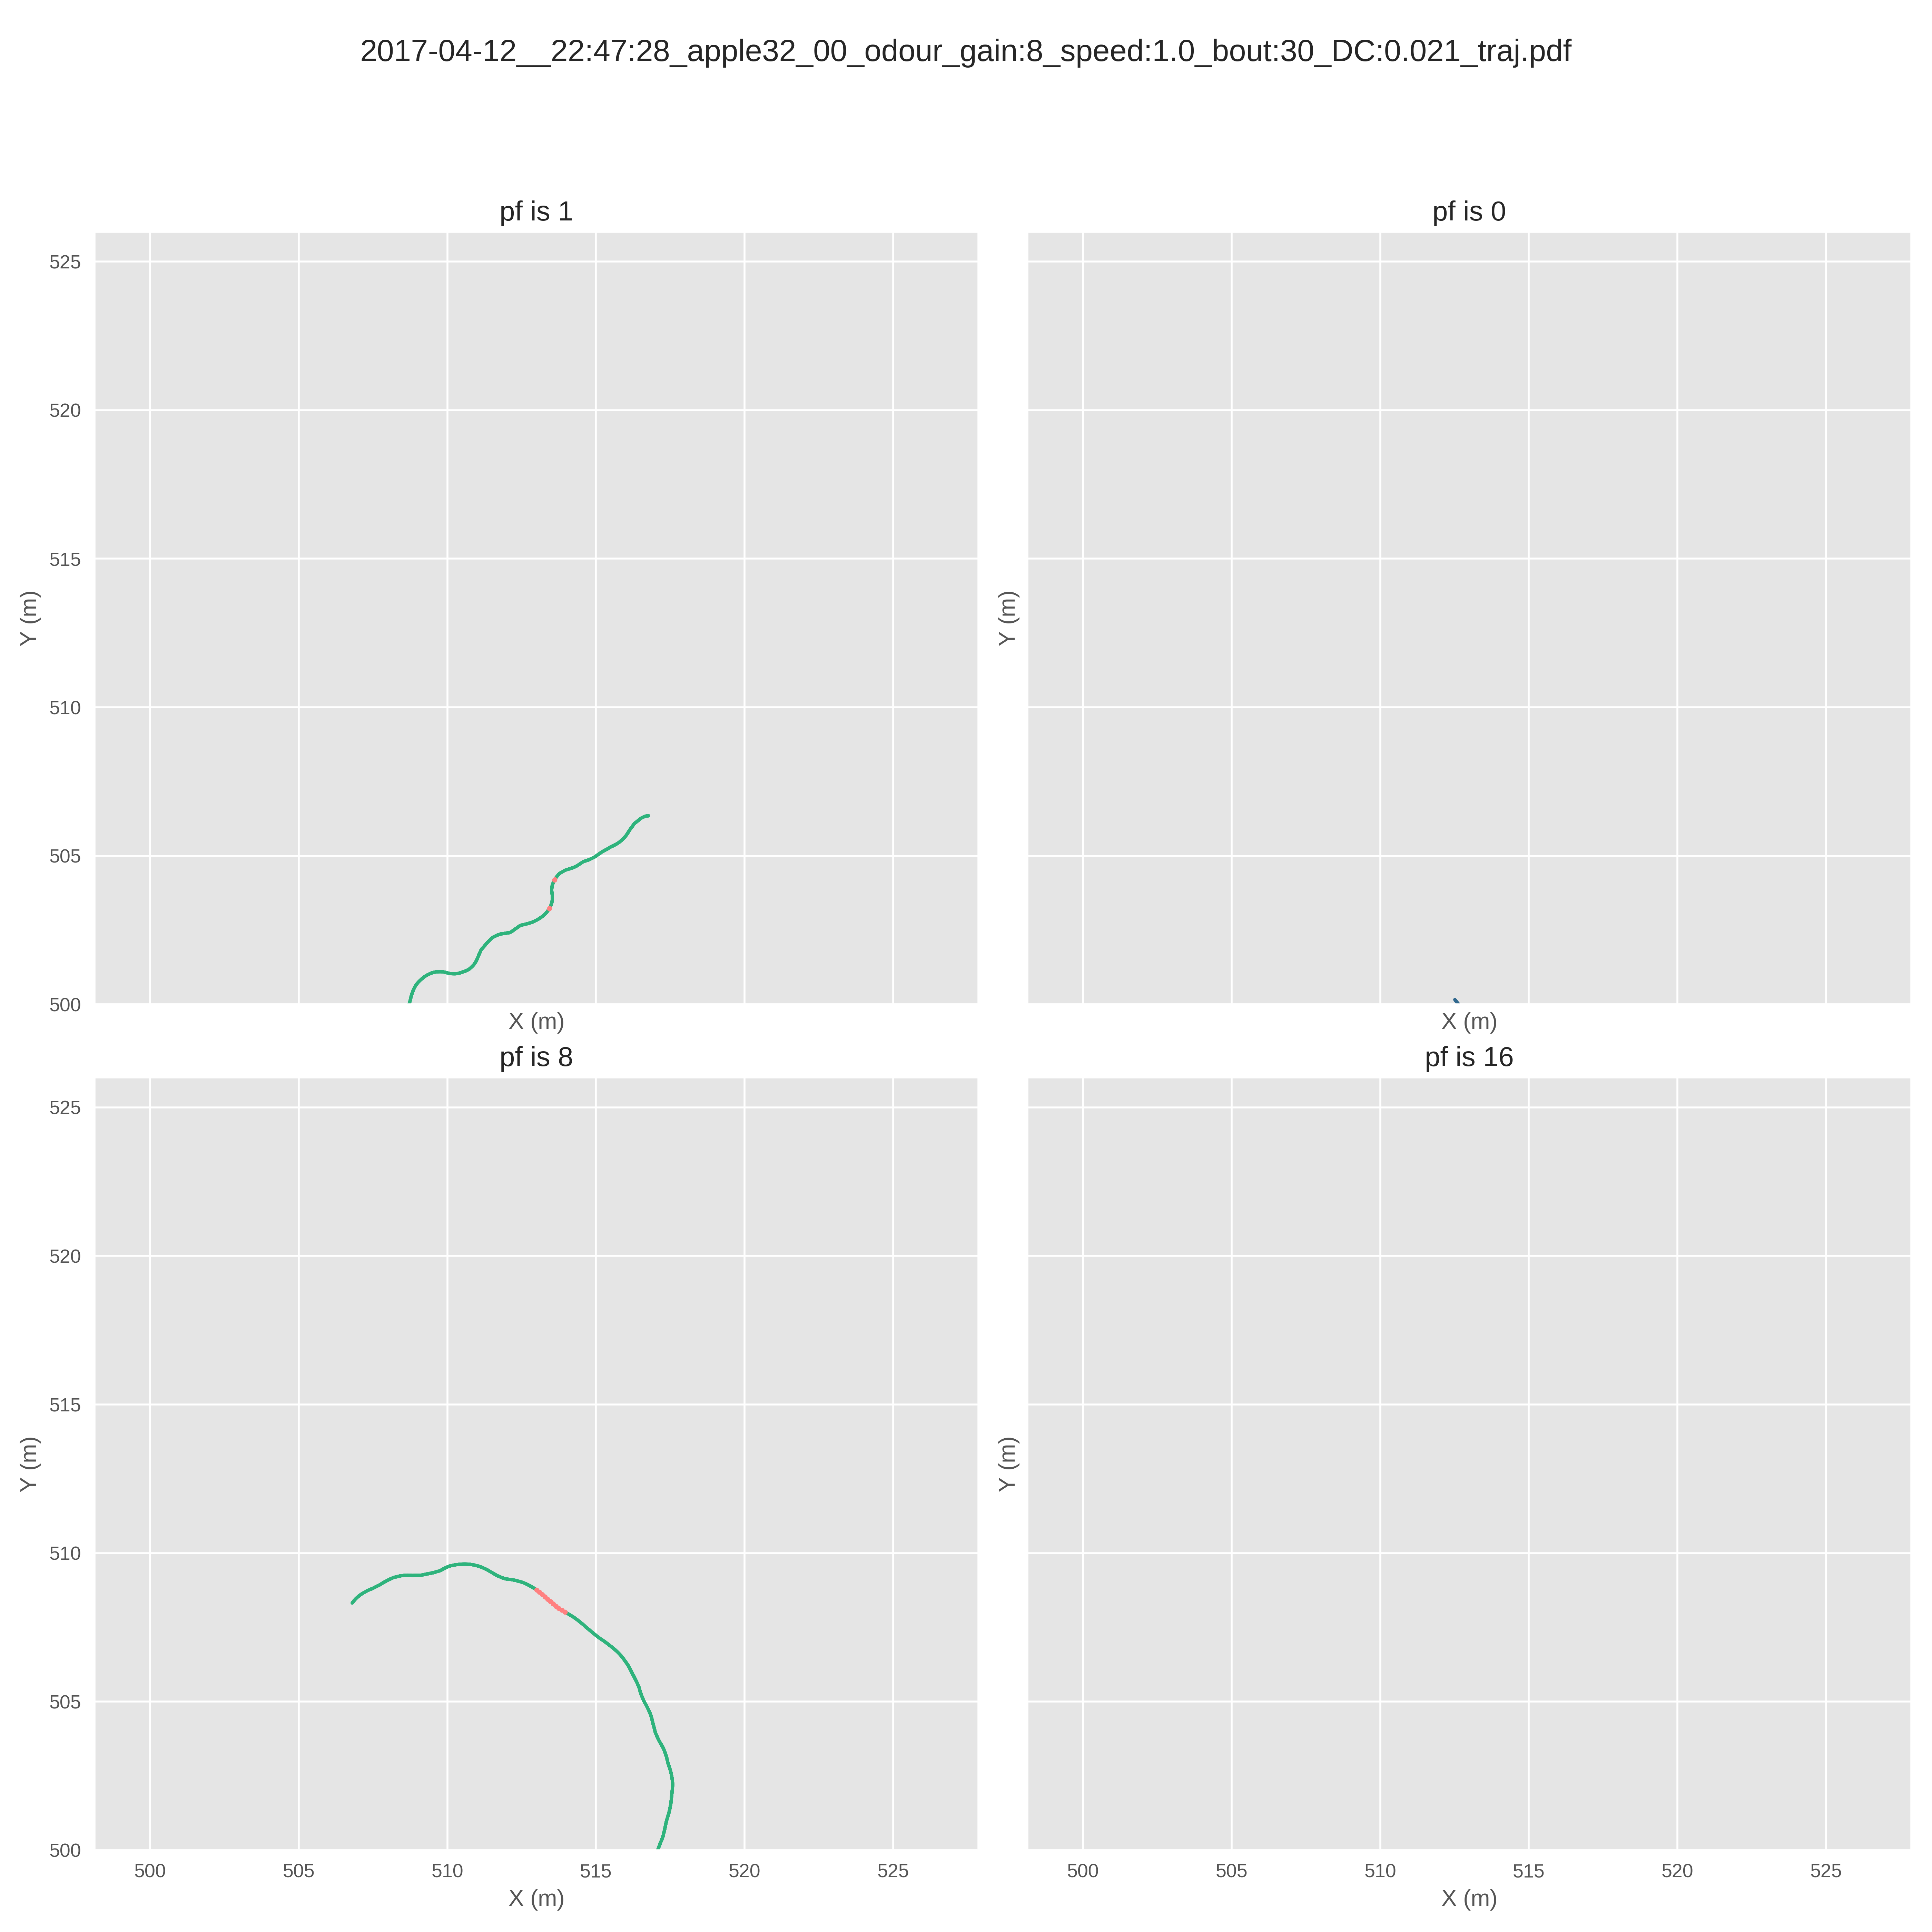 2017-04-12__22:47:28_apple32_00_odour_gain:8_speed:1.0_bout:30_DC:0.021_traj.pdf
pf is 1
525
520
515
510
505
500
Y (m)
X (m)
pf is 0
Y (m)
X (m)
pf is 8
525
520
515
510
505
500
Y (m)
500 505 510 515 520 525
X (m)
pf is 16
Y (m)
500 505 510 515 520 525
X (m)